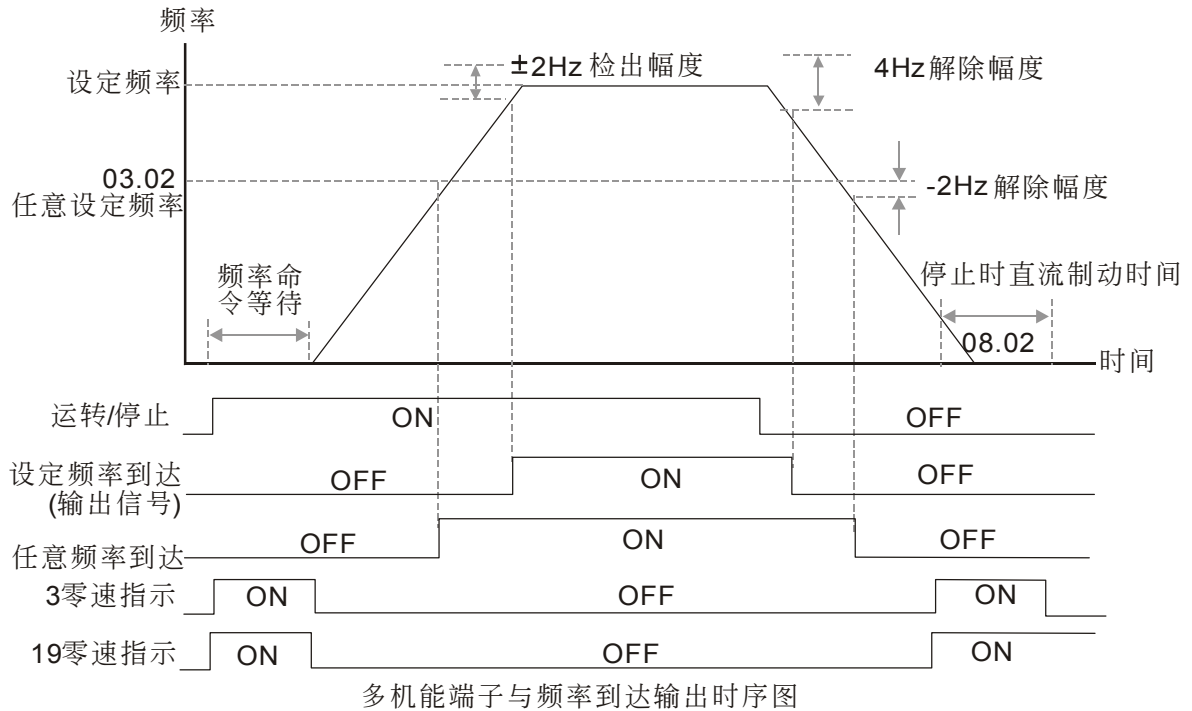 频率
设定频率
±2Hz 检出幅度
4Hz 解除幅度
03.02
任意设定频率
-2Hz 解除幅度
频率命
令等待
停止时直流制动时间
08.02
时间
运转/停止
ON
OFF
设定频率到达
(输出信号)
OFF
ON
OFF
任意频率到达
OFF
ON
OFF
3零速指示
ON
OFF
ON
19零速指示
ON
OFF
ON
多机能端子与频率到达输出时序图